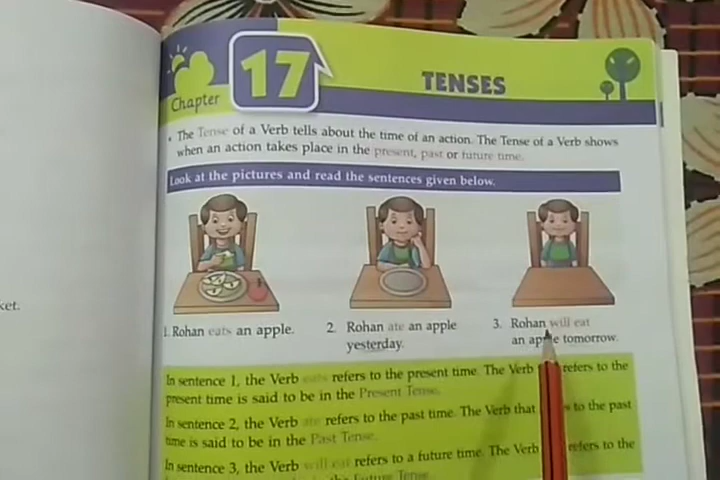 ket.
Chapter
17
TENSES
The Tense of a Verb tells about the time of an action. The Tense of a Verb shows
when an action takes place in the present, past or future time.
Look at the pictures and read the sentences given below.
1. Rohan eats an apple.
2. Rohan ate an apple
yesterday.
3. Rohan will eat
an apple tomorrow.
In sentence 1, the Verb eats refers to the present time. The Verb refers to the
present time is said to be in the Present Tense.
In sentence 2, the Verb ate refers to the past time. The Verb that to the past
time is said to be in the Past Tense.
In sentence 3, the Verb will eat refers to a future time. The Verb refers to the
the Future Tense